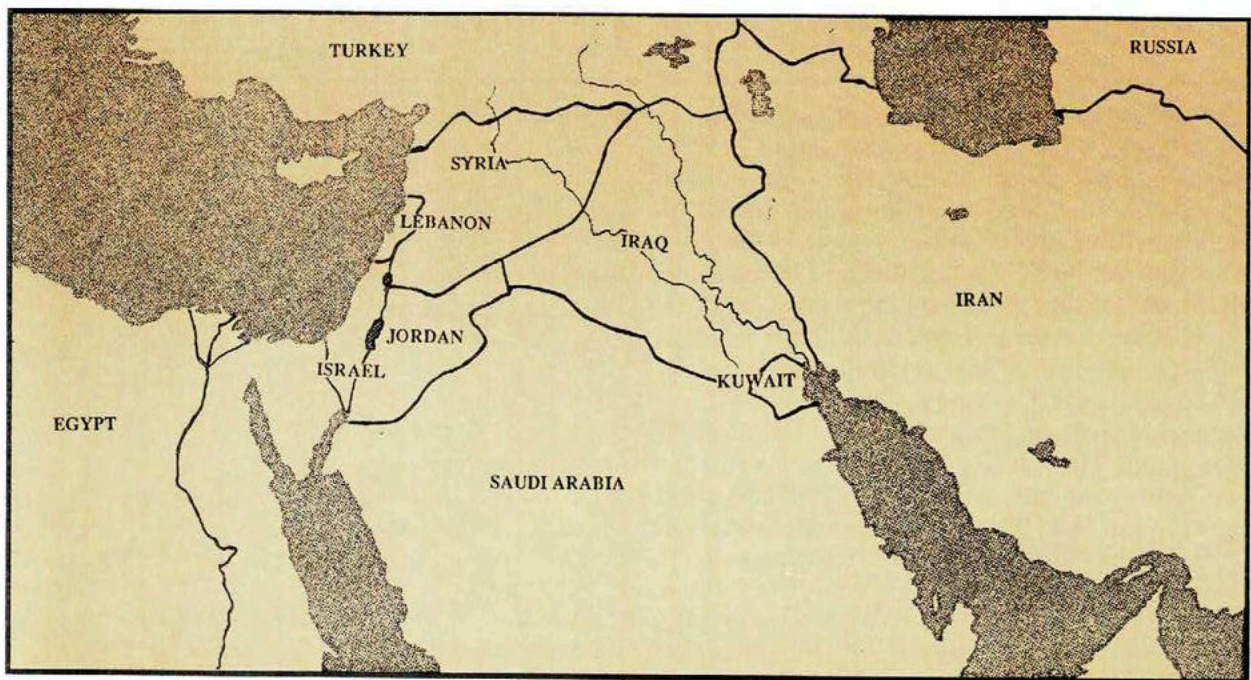 TURKEY
RUSSIA
SYRIA
LEBANON
IRAQ
IRAN
JORDAN
ISRAEL
KUWAIT
EGYPT
SAUDI ARABIA